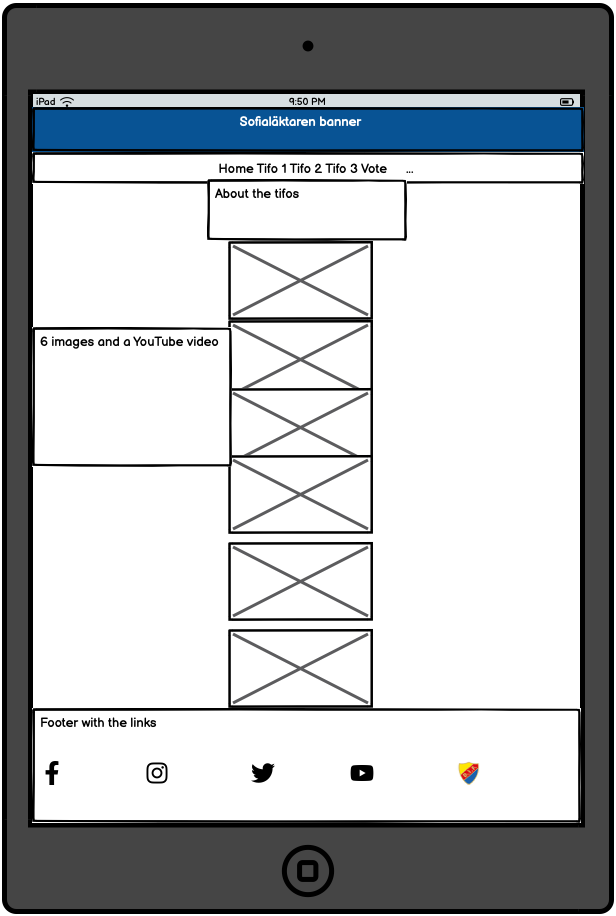 iPad 9:50 PM
Sofialäktaren banner
Home Tifo 1 Tifo 2 Tifo 3 Vote ...
About the tifos
6 images and a YouTube video
Footer with the links